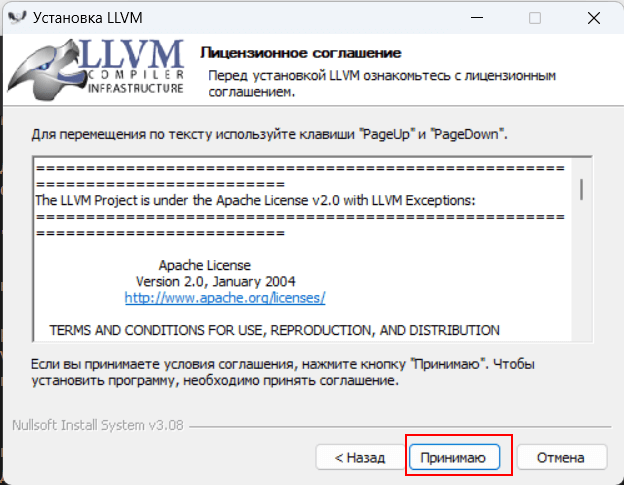 Установка LLVM
LLVM
COMPILER
INFRASTRUCTURE
Лицензионное соглашение
Перед установкой LLVM ознакомьтесь с лицензионным
соглашением.
Для перемещения по тексту используйте клавиши "PageUp" и "PageDown".
=====================================================
=========================
The LLVM Project is under the Apache License v2.0 with LLVM Exceptions:
=====================================================
=========================
Apache License
Version 2.0, January 2004
http://www.apache.org/licenses/
TERMS AND CONDITIONS FOR USE, REPRODUCTION, AND DISTRIBUTION
Если вы принимаете условия соглашения, нажмите кнопку "Принимаю". Чтобы
установить программу, необходимо принять соглашение.
Nullsoft Install System v3.08
< Назад
Принимаю
Отмена